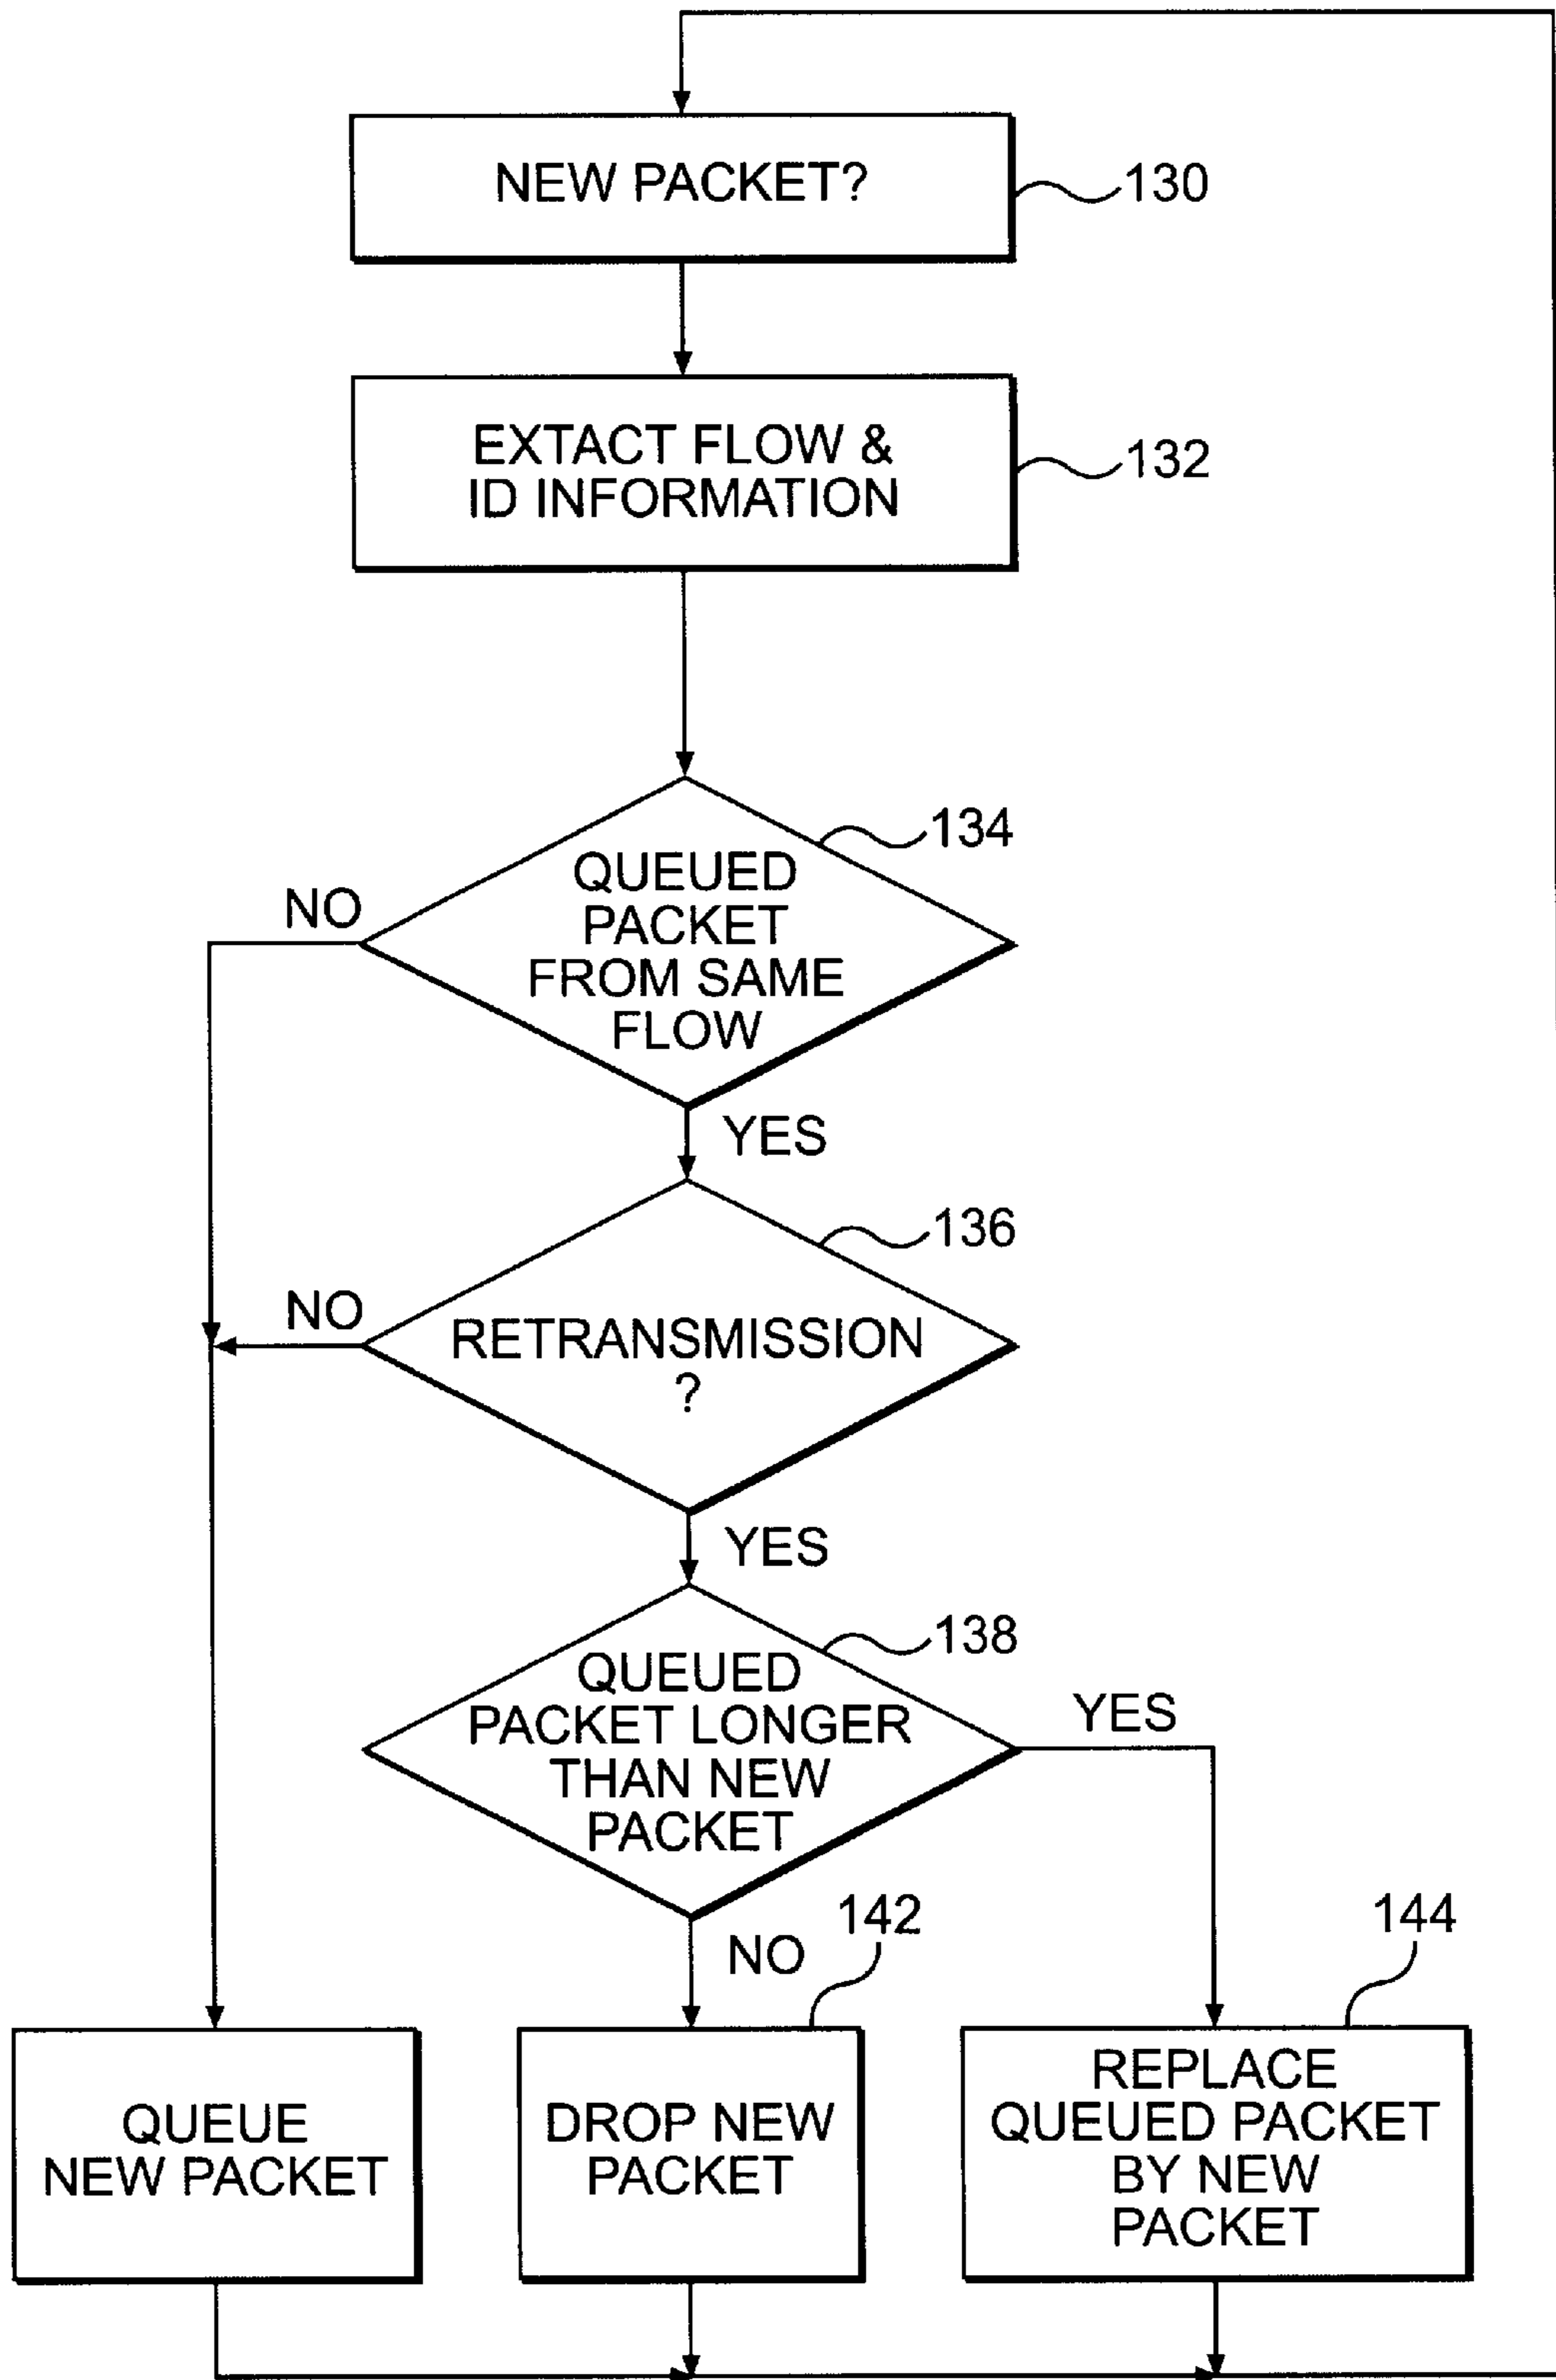 NEW PACKET?
130
EXTACT FLOW &
ID INFORMATION
132
134
QUEUED
PACKET
FROM SAME
FLOW
NO
YES
136
NO
RETRANSMISSION
?
YES
138
QUEUED
PACKET LONGER
THAN NEW
PACKET
YES
NO
142
144
QUEUE
NEW PACKET
DROP NEW
PACKET
REPLACE
QUEUED PACKET
BY NEW
PACKET